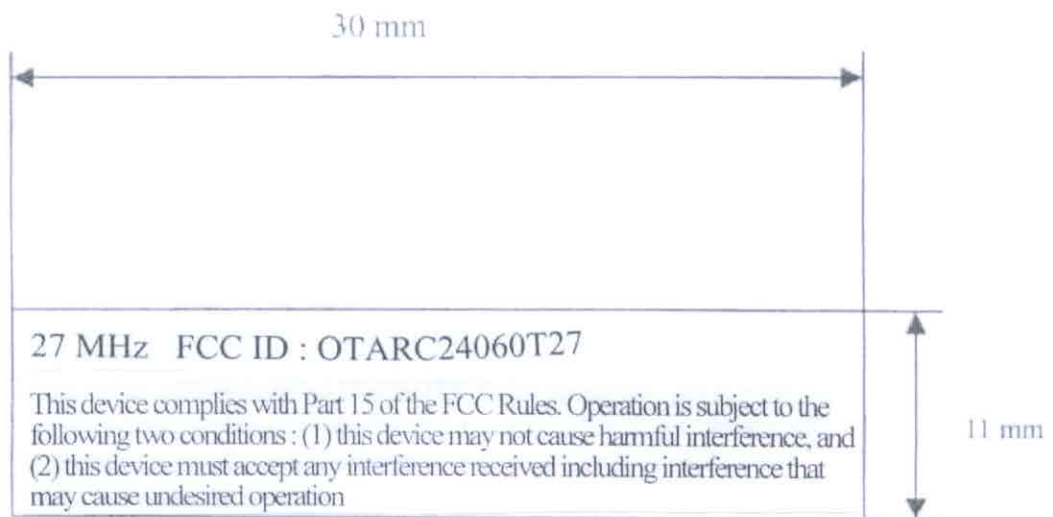 30 mm
27 MHz FCC ID : OTARC24060T27
This device complies with Part 15 of the FCC Rules. Operation is subject to the
following two conditions : (1) this device may not cause harmful interference, and
(2) this device must accept any interference received including interference that
may cause undesired operation
11 mm